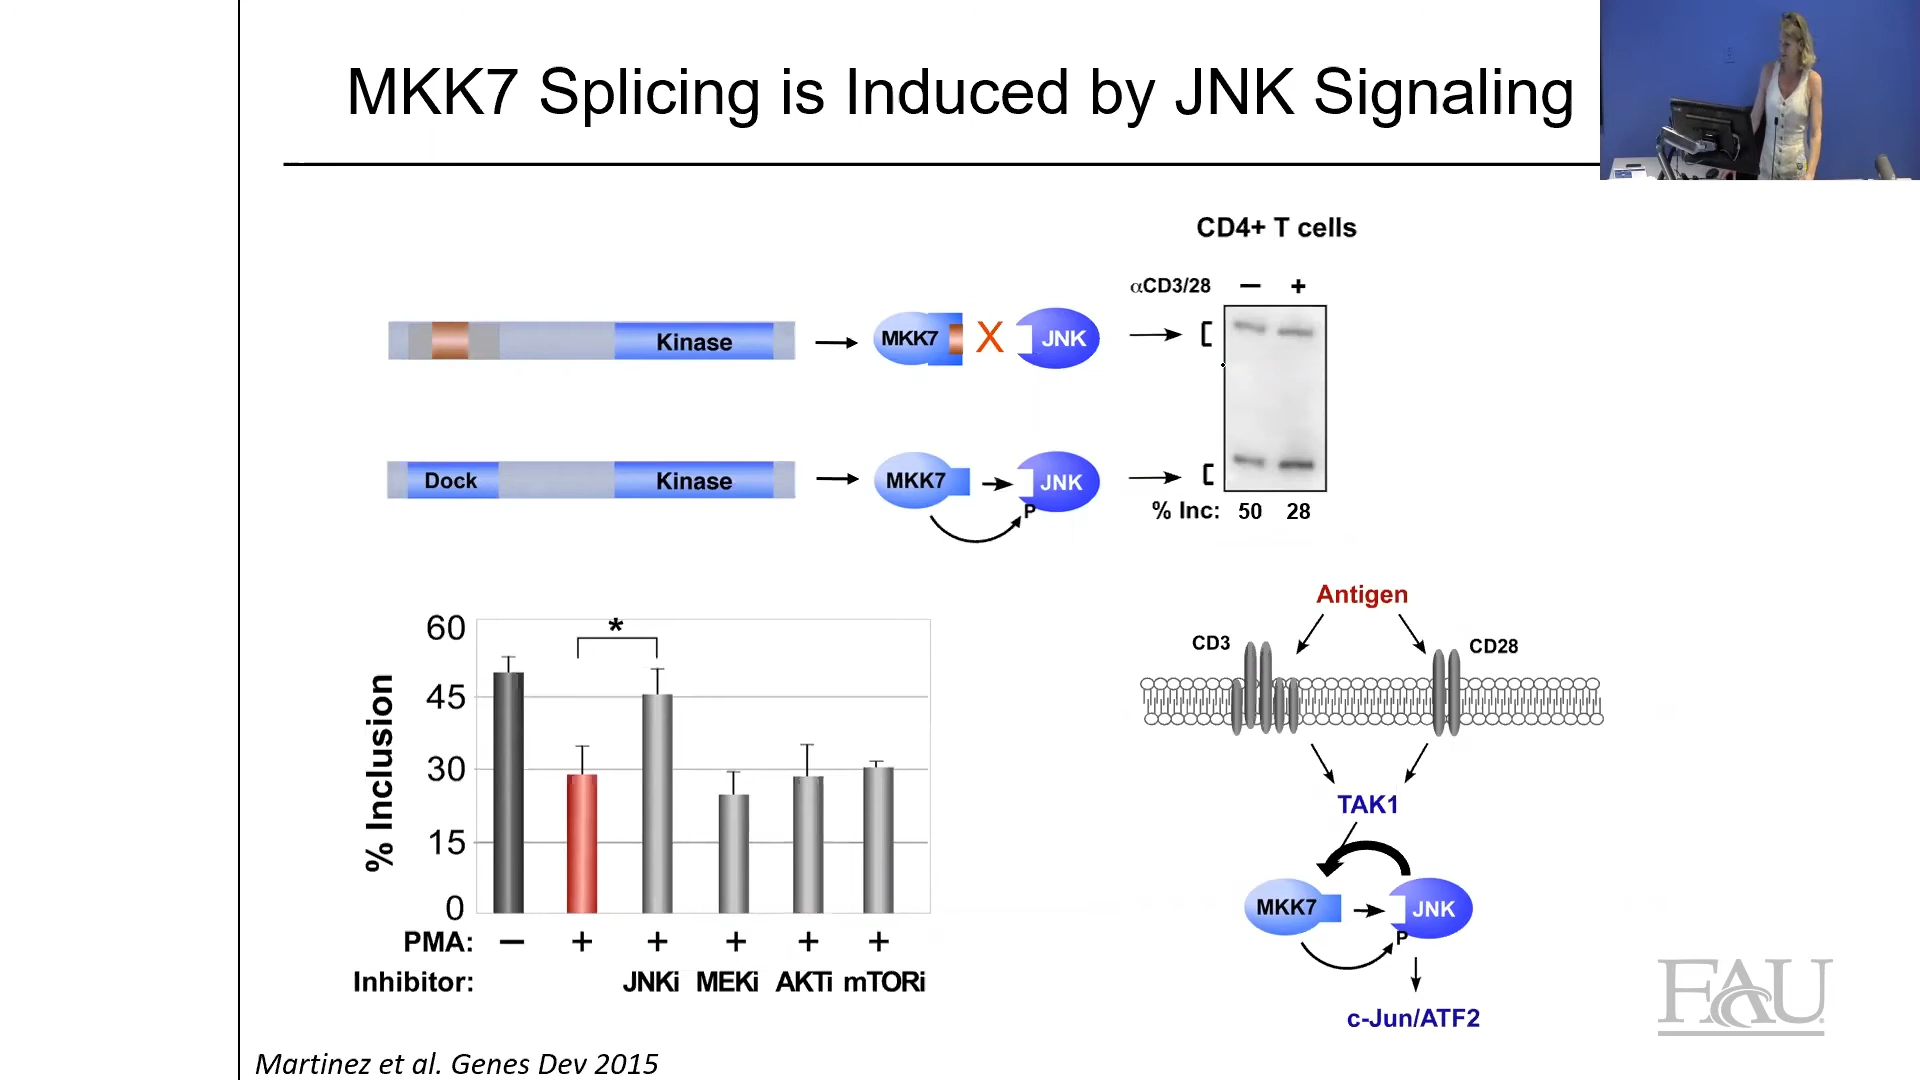 MKK7 Splicing is Induced by JNK Signaling
CD4+ T cells
αCD3/28 − +
Kinase
MKK7 X JNK
Dock Kinase
MKK7 JNK
P
% Inc: 50 28
Antigen
CD3 CD28
TAK1
MKK7 JNK
P
c-Jun/ATF2
% Inclusion
60
45
30
15
0
*
PMA: − + + + + +
Inhibitor: JNKi MEKi AKTi mTORi
Martinez et al. Genes Dev 2015
FAU